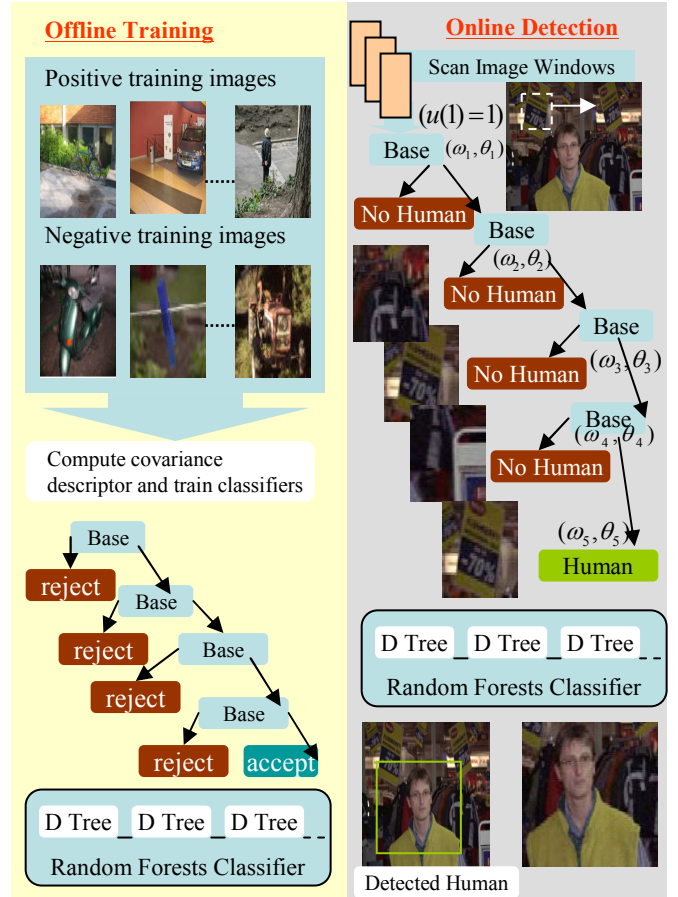 Offline Training
Positive training images
Negative training images
Compute covariance
descriptor and train classifiers
Base
reject
Base
reject
Base
reject
Base
reject
accept
D Tree D Tree D Tree
Random Forests Classifier
Online Detection
Scan Image Windows
(u(1) = 1)
-70%
Base
(ω₁, θ₁)
No Human
Base
(ω₂, θ₂)
No Human
Base
(ω₃, θ₃)
No Human
-70%
Base
(ω₄, θ₄)
No Human
(ω₅, θ₅)
-70%
Human
D Tree D Tree D Tree
Random Forests Classifier
Detected Human